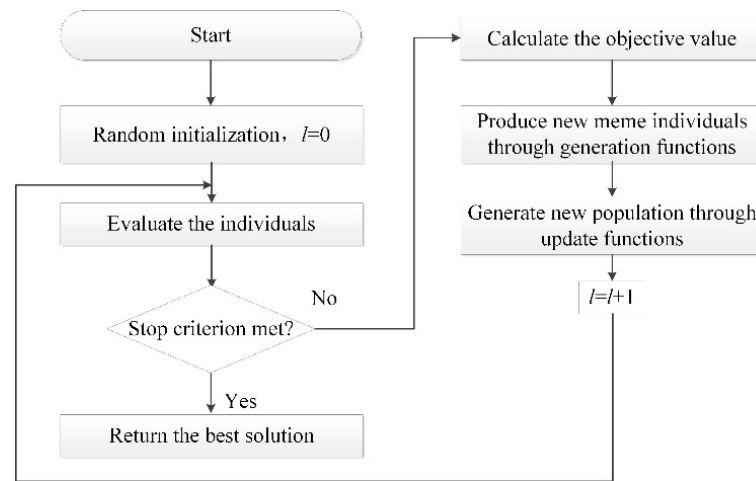 Start
Random initialization，l=0
Evaluate the individuals
Stop criterion met?
No
Yes
Return the best solution
Calculate the objective value
Produce new meme individuals
through generation functions
Generate new population through
update functions
l=l+1